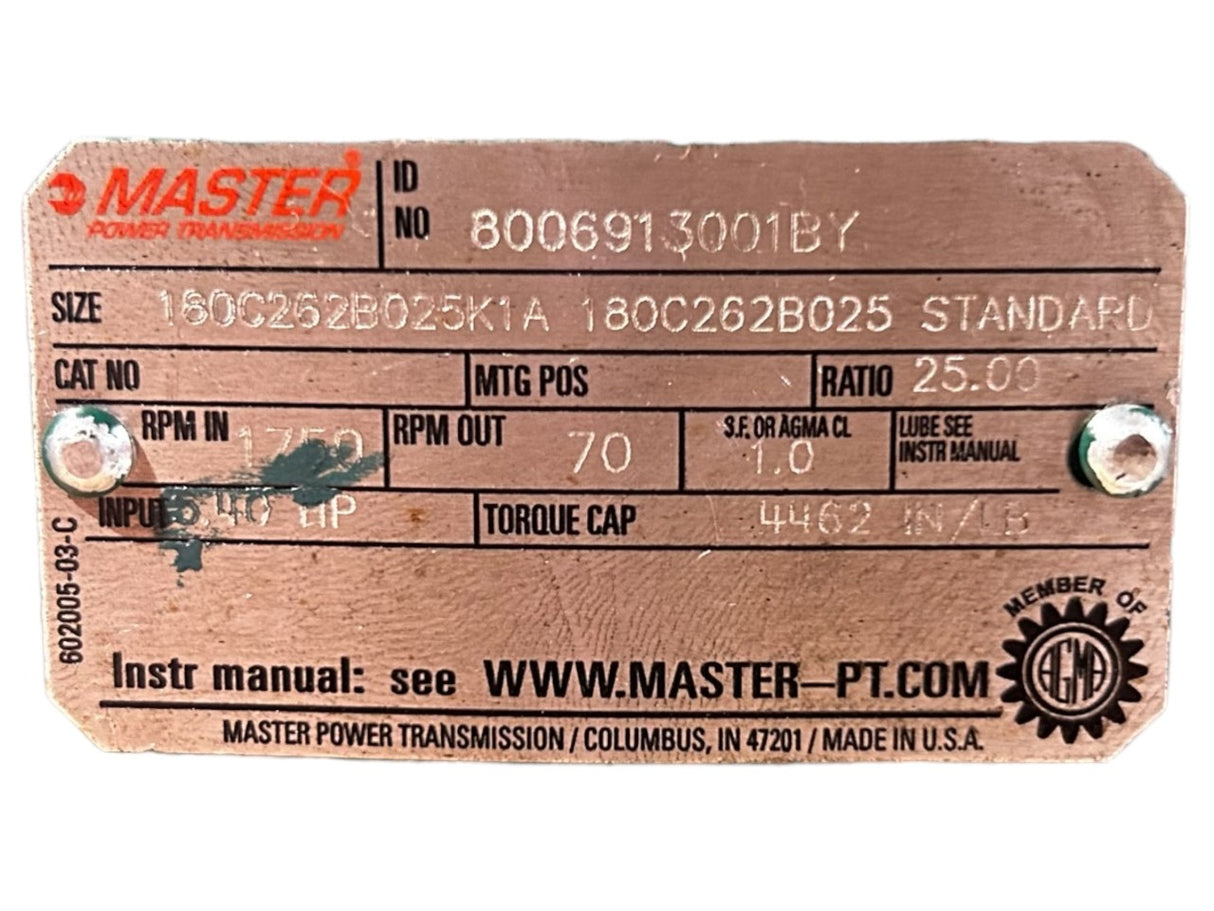 MASTER®
POWER TRANSMISSION
ID NO 8006913001BY
SIZE 180C262B025K1A 180C262B025 STANDARD
CAT NO MTG POS RATIO 25.00
RPM IN 1750 RPM OUT 70 S.F. OR AGMA CL 1.0 LUBE SEE INSTR MANUAL
INPUT HP TORQUE CAP 4462 IN/LB
602005-03-C
MEMBER OF
AGMA
Instr manual: see WWW.MASTER-PT.COM
MASTER POWER TRANSMISSION / COLUMBUS, IN 47201 / MADE IN U.S.A.